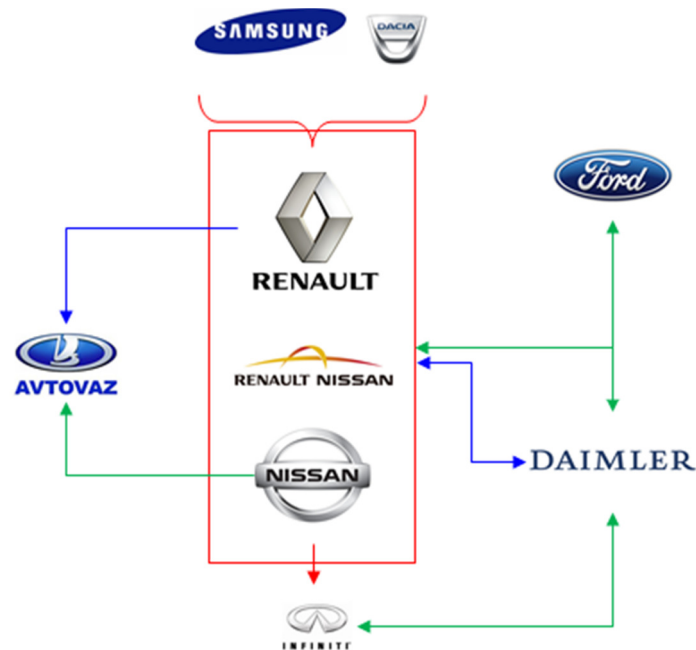 SAMSUNG
DACIA
Ford
RENAULT
AVTOVAZ
RENAULT NISSAN
NISSAN
DAIMLER
INFINITI